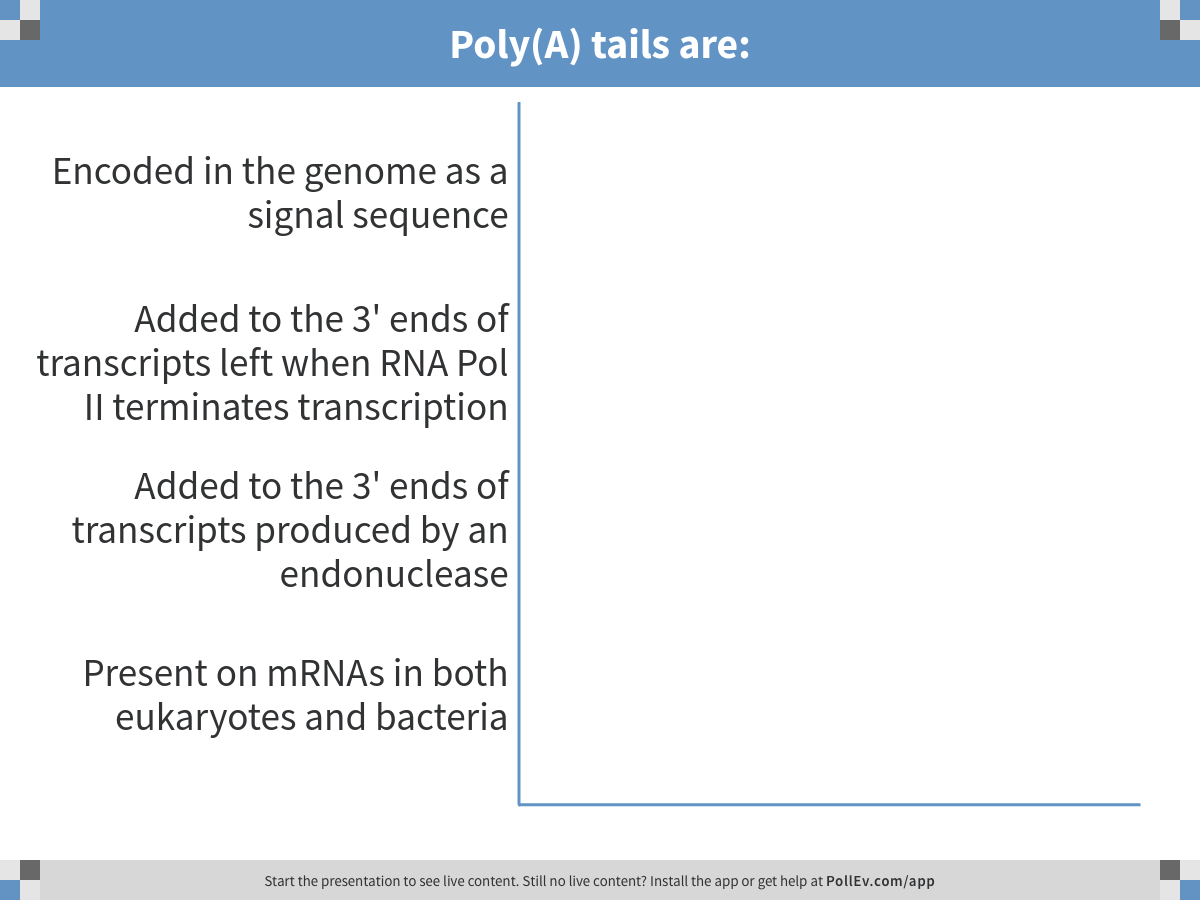 Poly(A) tails are:
Encoded in the genome as a
signal sequence
Added to the 3' ends of
transcripts left when RNA Pol
II terminates transcription
Added to the 3' ends of
transcripts produced by an
endonuclease
Present on mRNAs in both
eukaryotes and bacteria
Start the presentation to see live content. Still no live content? Install the app or get help at PollEv.com/app